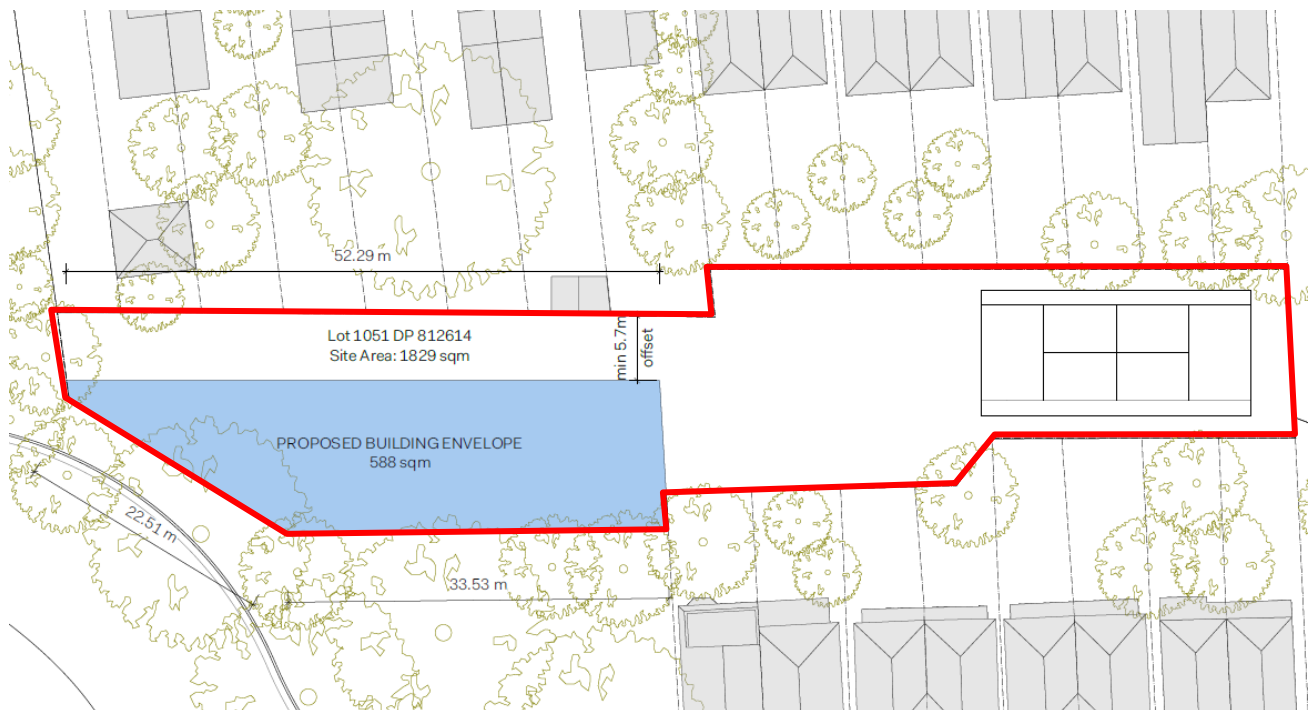 52.29 m
Lot 1051 DP 812614
Site Area: 1829 sqm
min 5.7m
offset
PROPOSED BUILDING ENVELOPE
588 sqm
22.51 m
33.53 m